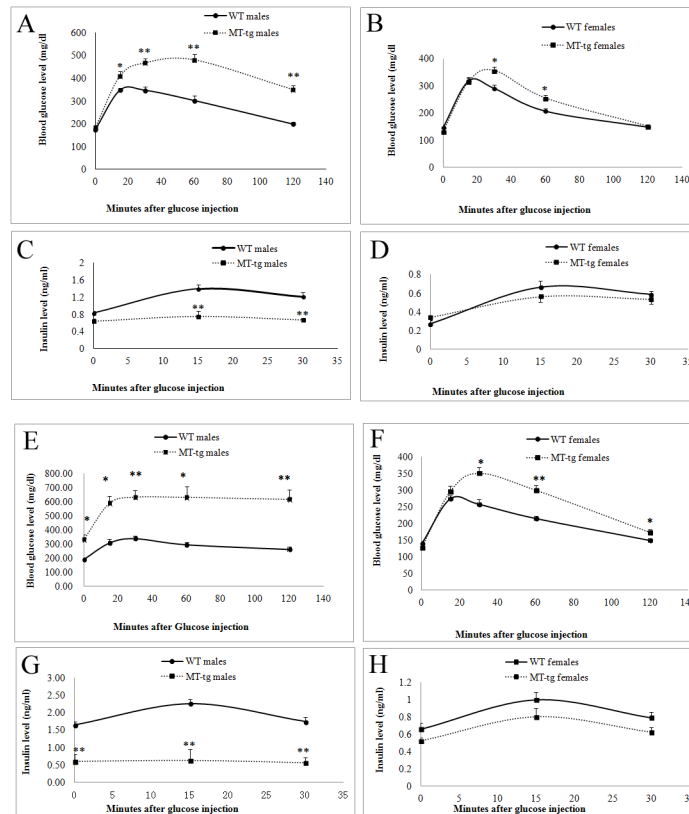 A
WT males
MT-tg males
Blood glucose level (mg/dl)
600
500
400
300
200
100
0
*
**
**
**
0 20 40 60 80 100 120 140
Minutes after glucose injection
B
WT females
MT-tg females
Blood glucose level (mg/dl
400
300
200
100
0
*
*
0 20 40 60 80 100 120 140
Minutes after glucose injection
C
WT males
MT-tg males
Insulin level (ng/ml)
2
1.6
1.2
0.8
0.4
0
**
**
0 5 10 15 20 25 30 35
Minutes after glucose injection
D
WT females
MT-tg females
Insulin level (ng/ml)
0.8
0.6
0.4
0.2
0
0 5 10 15 20 25 30 35
Minutes after glucose injection
E
WT males
MT-tg males
Blood glucose level (mg/dl)
800.00
700.00
600.00
500.00
400.00
300.00
200.00
100.00
0.00
*
*
**
*
**
0 20 40 60 80 100 120 140
Minutes after Glucose injection
F
WT females
MT-tg females
Blood glucose level (mg/dl)
400
350
300
250
200
150
100
50
0
*
**
*
0 20 40 60 80 100 120 140
Minutes after glucose injection
G
WT males
MT-tg males
Insulin level (ng/ml)
3.00
2.50
2.00
1.50
1.00
0.50
0.00
**
**
**
0 5 10 15 20 25 30 35
Minutes after glucose injection
H
WT females
MT-tg females
Insulin level (ng/ml)
1.2
1
0.8
0.6
0.4
0.2
0
0 5 10 15 20 25 30 35
Minutes after glucose injection